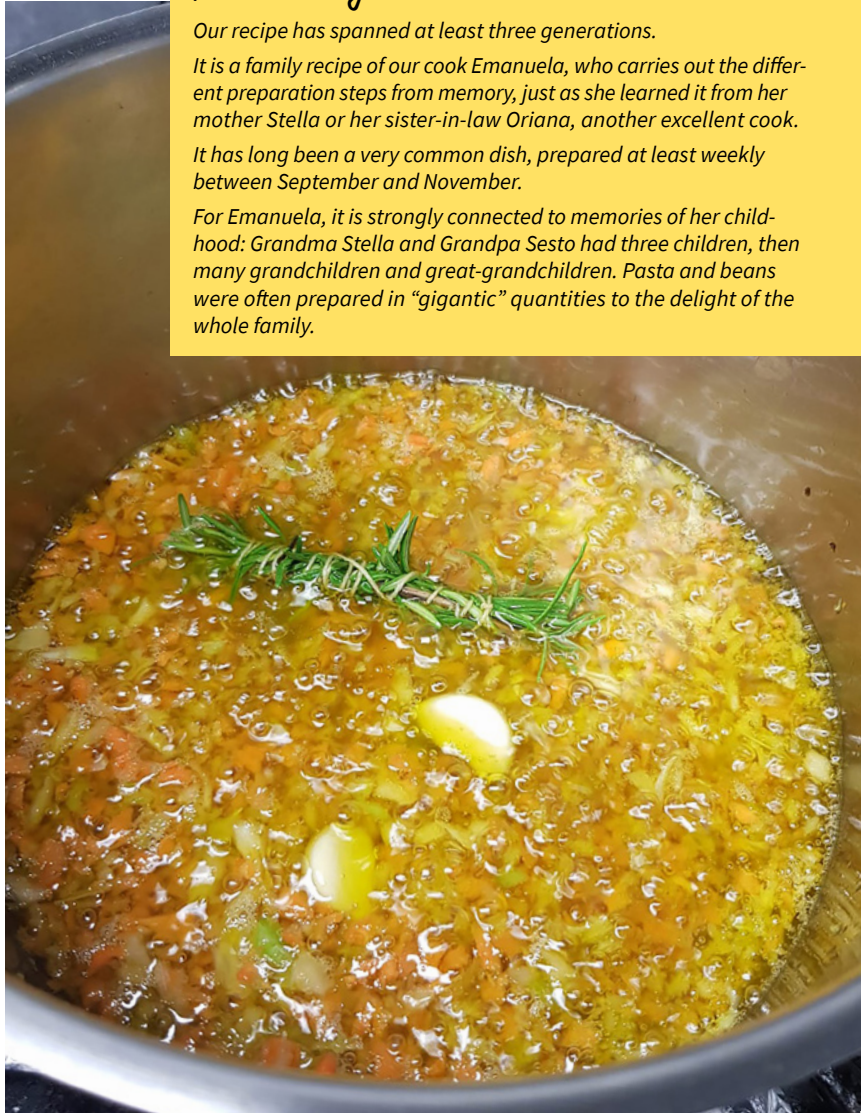 Our recipe has spanned at least three generations.
It is a family recipe of our cook Emanuela, who carries out the differ-
ent preparation steps from memory, just as she learned it from her
mother Stella or her sister-in-law Oriana, another excellent cook.
It has long been a very common dish, prepared at least weekly
between September and November.
For Emanuela, it is strongly connected to memories of her child-
hood: Grandma Stella and Grandpa Sesto had three children, then
many grandchildren and great-grandchildren. Pasta and beans
were often prepared in “gigantic” quantities to the delight of the
whole family.